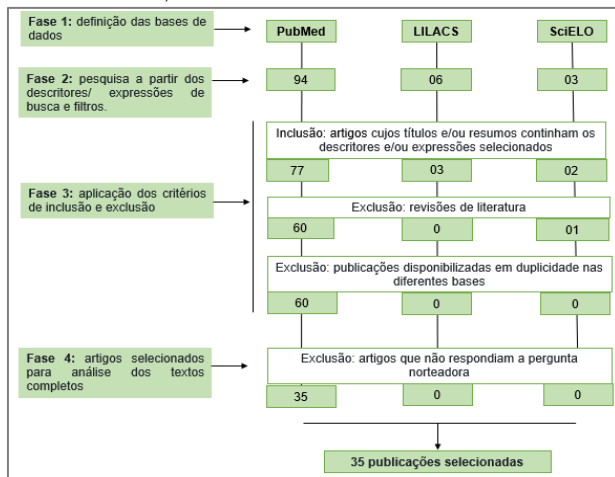 Fase 1: definição das bases de
dados
PubMed
LILACS
SciELO
Fase 2: pesquisa a partir dos
descritores/ expressões de
busca e filtros.
94
06
03
Inclusão: artigos cujos títulos e/ou resumos continham os
descritores e/ou expressões selecionados
77
03
02
Fase 3: aplicação dos critérios
de inclusão e exclusão
Exclusão: revisões de literatura
60
0
01
Exclusão: publicações disponibilizadas em duplicidade nas
diferentes bases
60
0
0
Fase 4: artigos selecionados
para análise dos textos
completos
Exclusão: artigos que não respondiam a pergunta
norteadora
35
0
0
35 publicações selecionadas